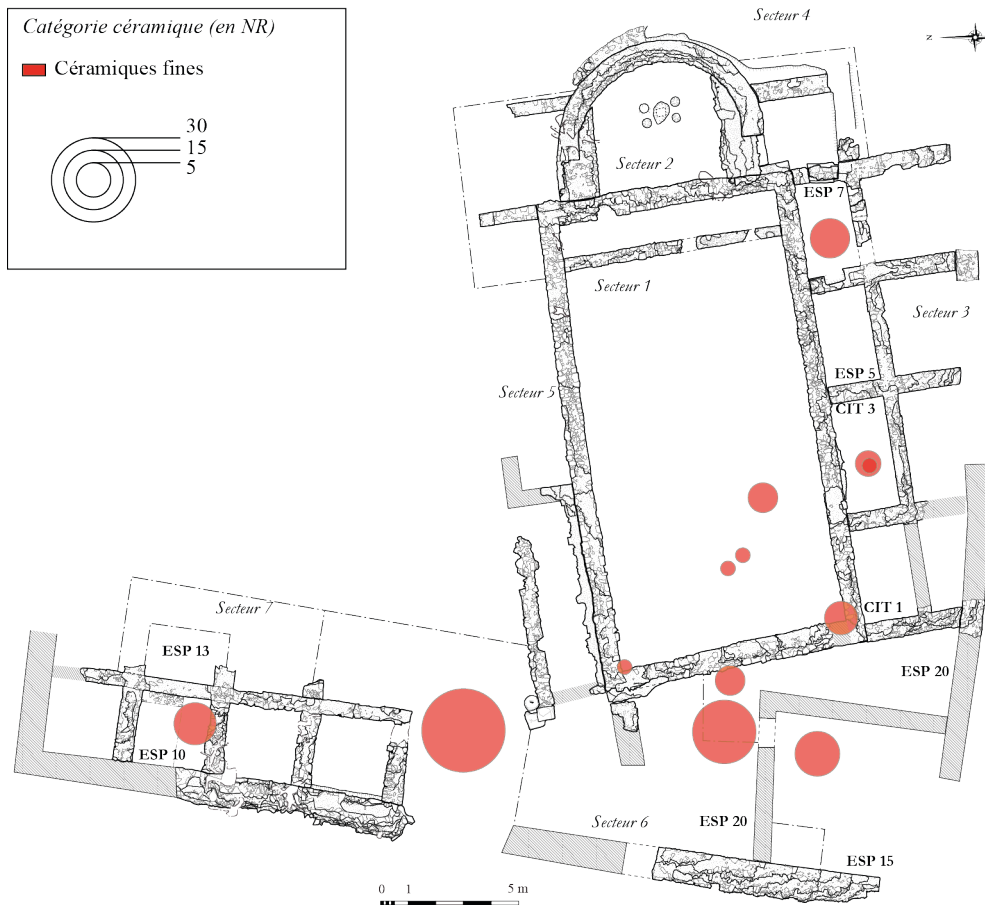 Catégorie céramique (en NR)
Céramiques fines
30
15
5
Secteur 4
N
Secteur 2
ESP 7
Secteur 1
Secteur 3
ESP 5
Secteur 5
CIT 3
CIT 1
Secteur 7
ESP 13
ESP 20
ESP 10
Secteur 6
ESP 20
ESP 15
0 1 5 m